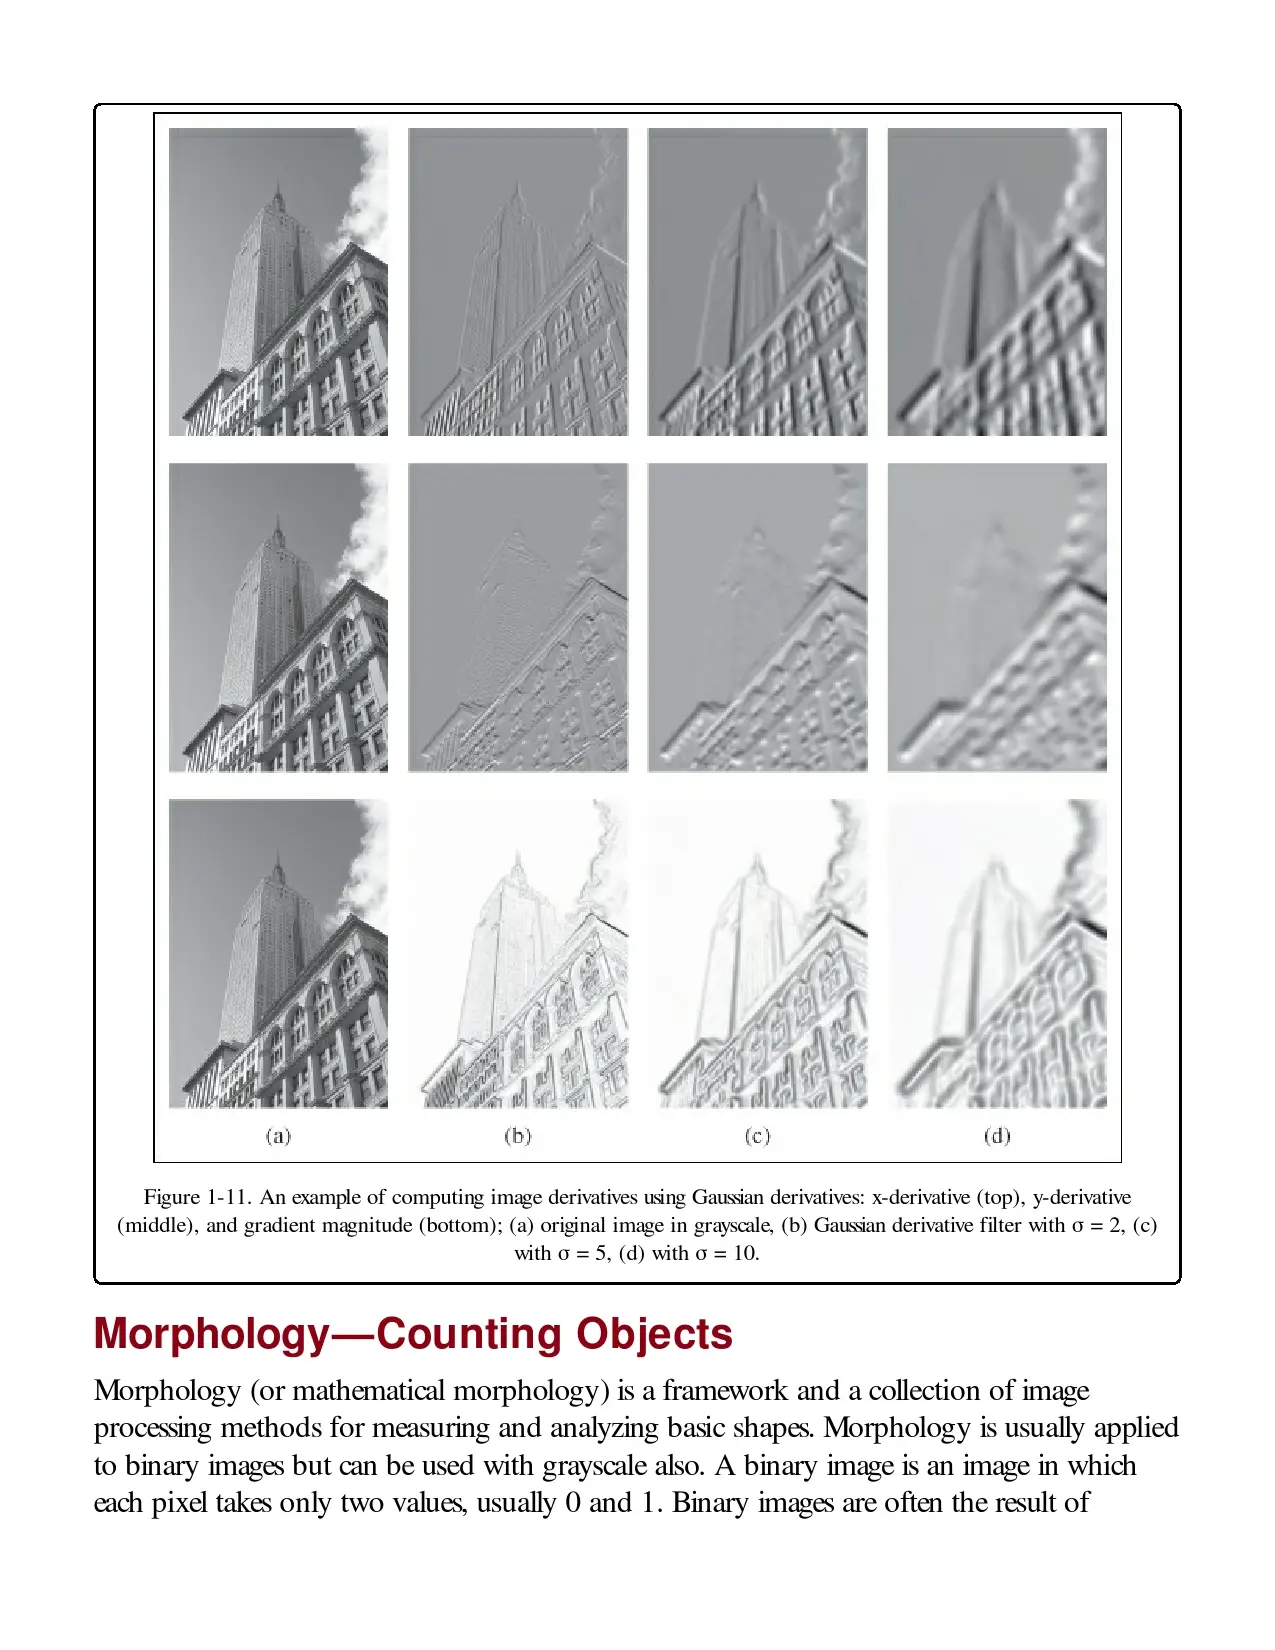 (a) (b) (c) (d)
Figure 1-11. An example of computing image derivatives using Gaussian derivatives: x-derivative (top), y-derivative
(middle), and gradient magnitude (bottom); (a) original image in grayscale, (b) Gaussian derivative filter with σ = 2, (c)
with σ = 5, (d) with σ = 10.
Morphology—Counting Objects
Morphology (or mathematical morphology) is a framework and a collection of image
processing methods for measuring and analyzing basic shapes. Morphology is usually applied
to binary images but can be used with grayscale also. A binary image is an image in which
each pixel takes only two values, usually 0 and 1. Binary images are often the result of